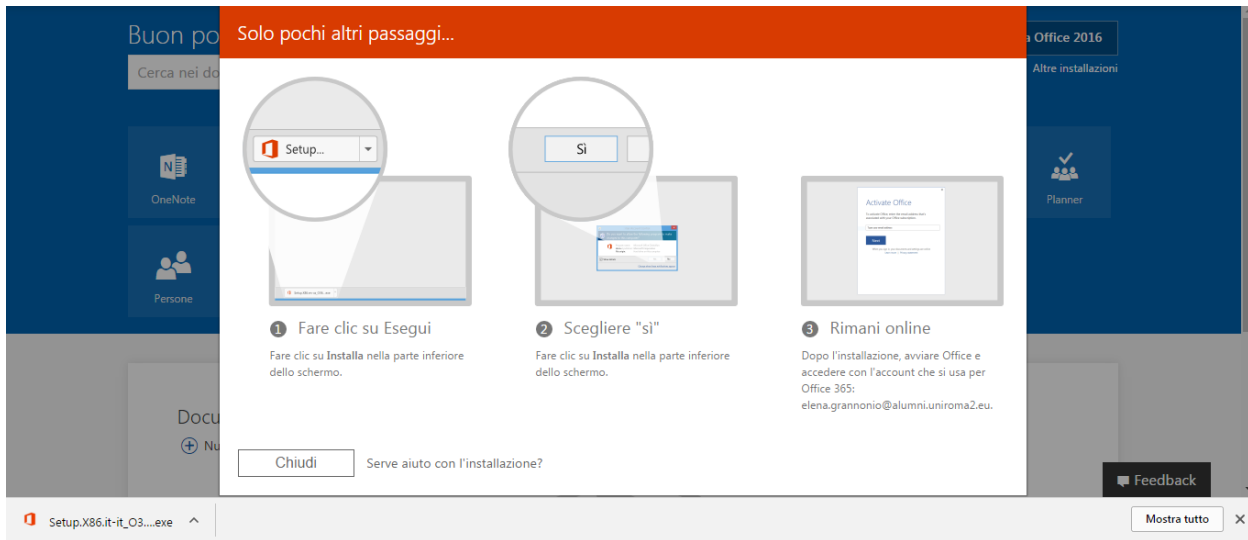 Buon po
Solo pochi altri passaggi...
a Office 2016
Cerca nei do
Altre installazioni
Setup...
Sì
OneNote
Activate Office
Planner
Persone
1 Fare clic su Esegui
2 Scegliere "sì"
3 Rimani online
Fare clic su Installa nella parte inferiore
dello schermo.
Fare clic su Installa nella parte inferiore
dello schermo.
Dopo l'installazione, avviare Office e
accedere con l'account che si usa per
Office 365:
elena.grannonio@alumni.uniroma2.eu.
Docu
Nu
Chiudi
Serve aiuto con l'installazione?
Feedback
Setup.X86.it-it_O3....exe
Mostra tutto